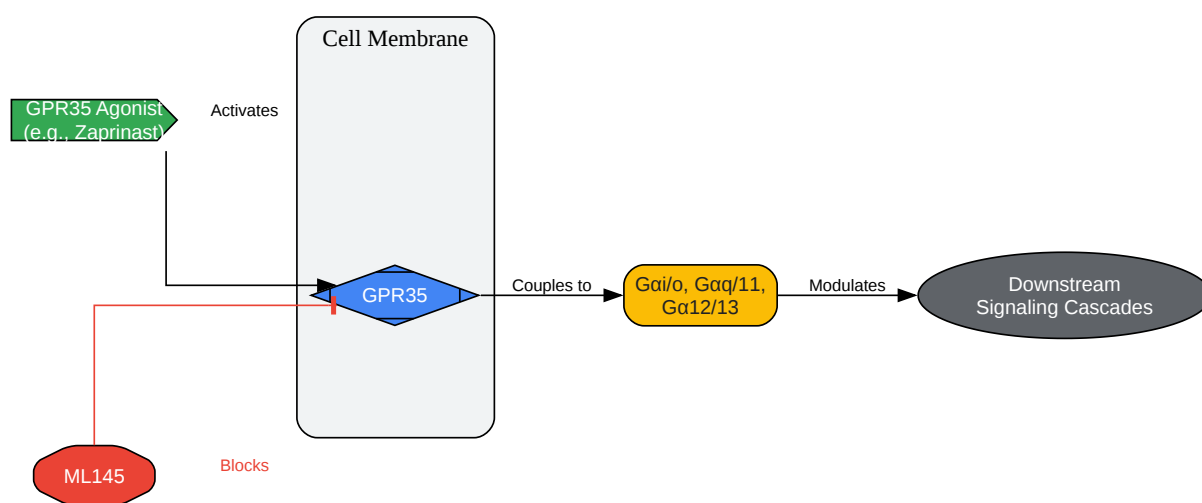 Cell Membrane
GPR35 Agonist
(e.g., Zaprinast)
Activates
GPR35
Couples to
Gαi/o, Gαq/11,
Gα12/13
Modulates
Downstream
Signaling Cascades
ML145
Blocks